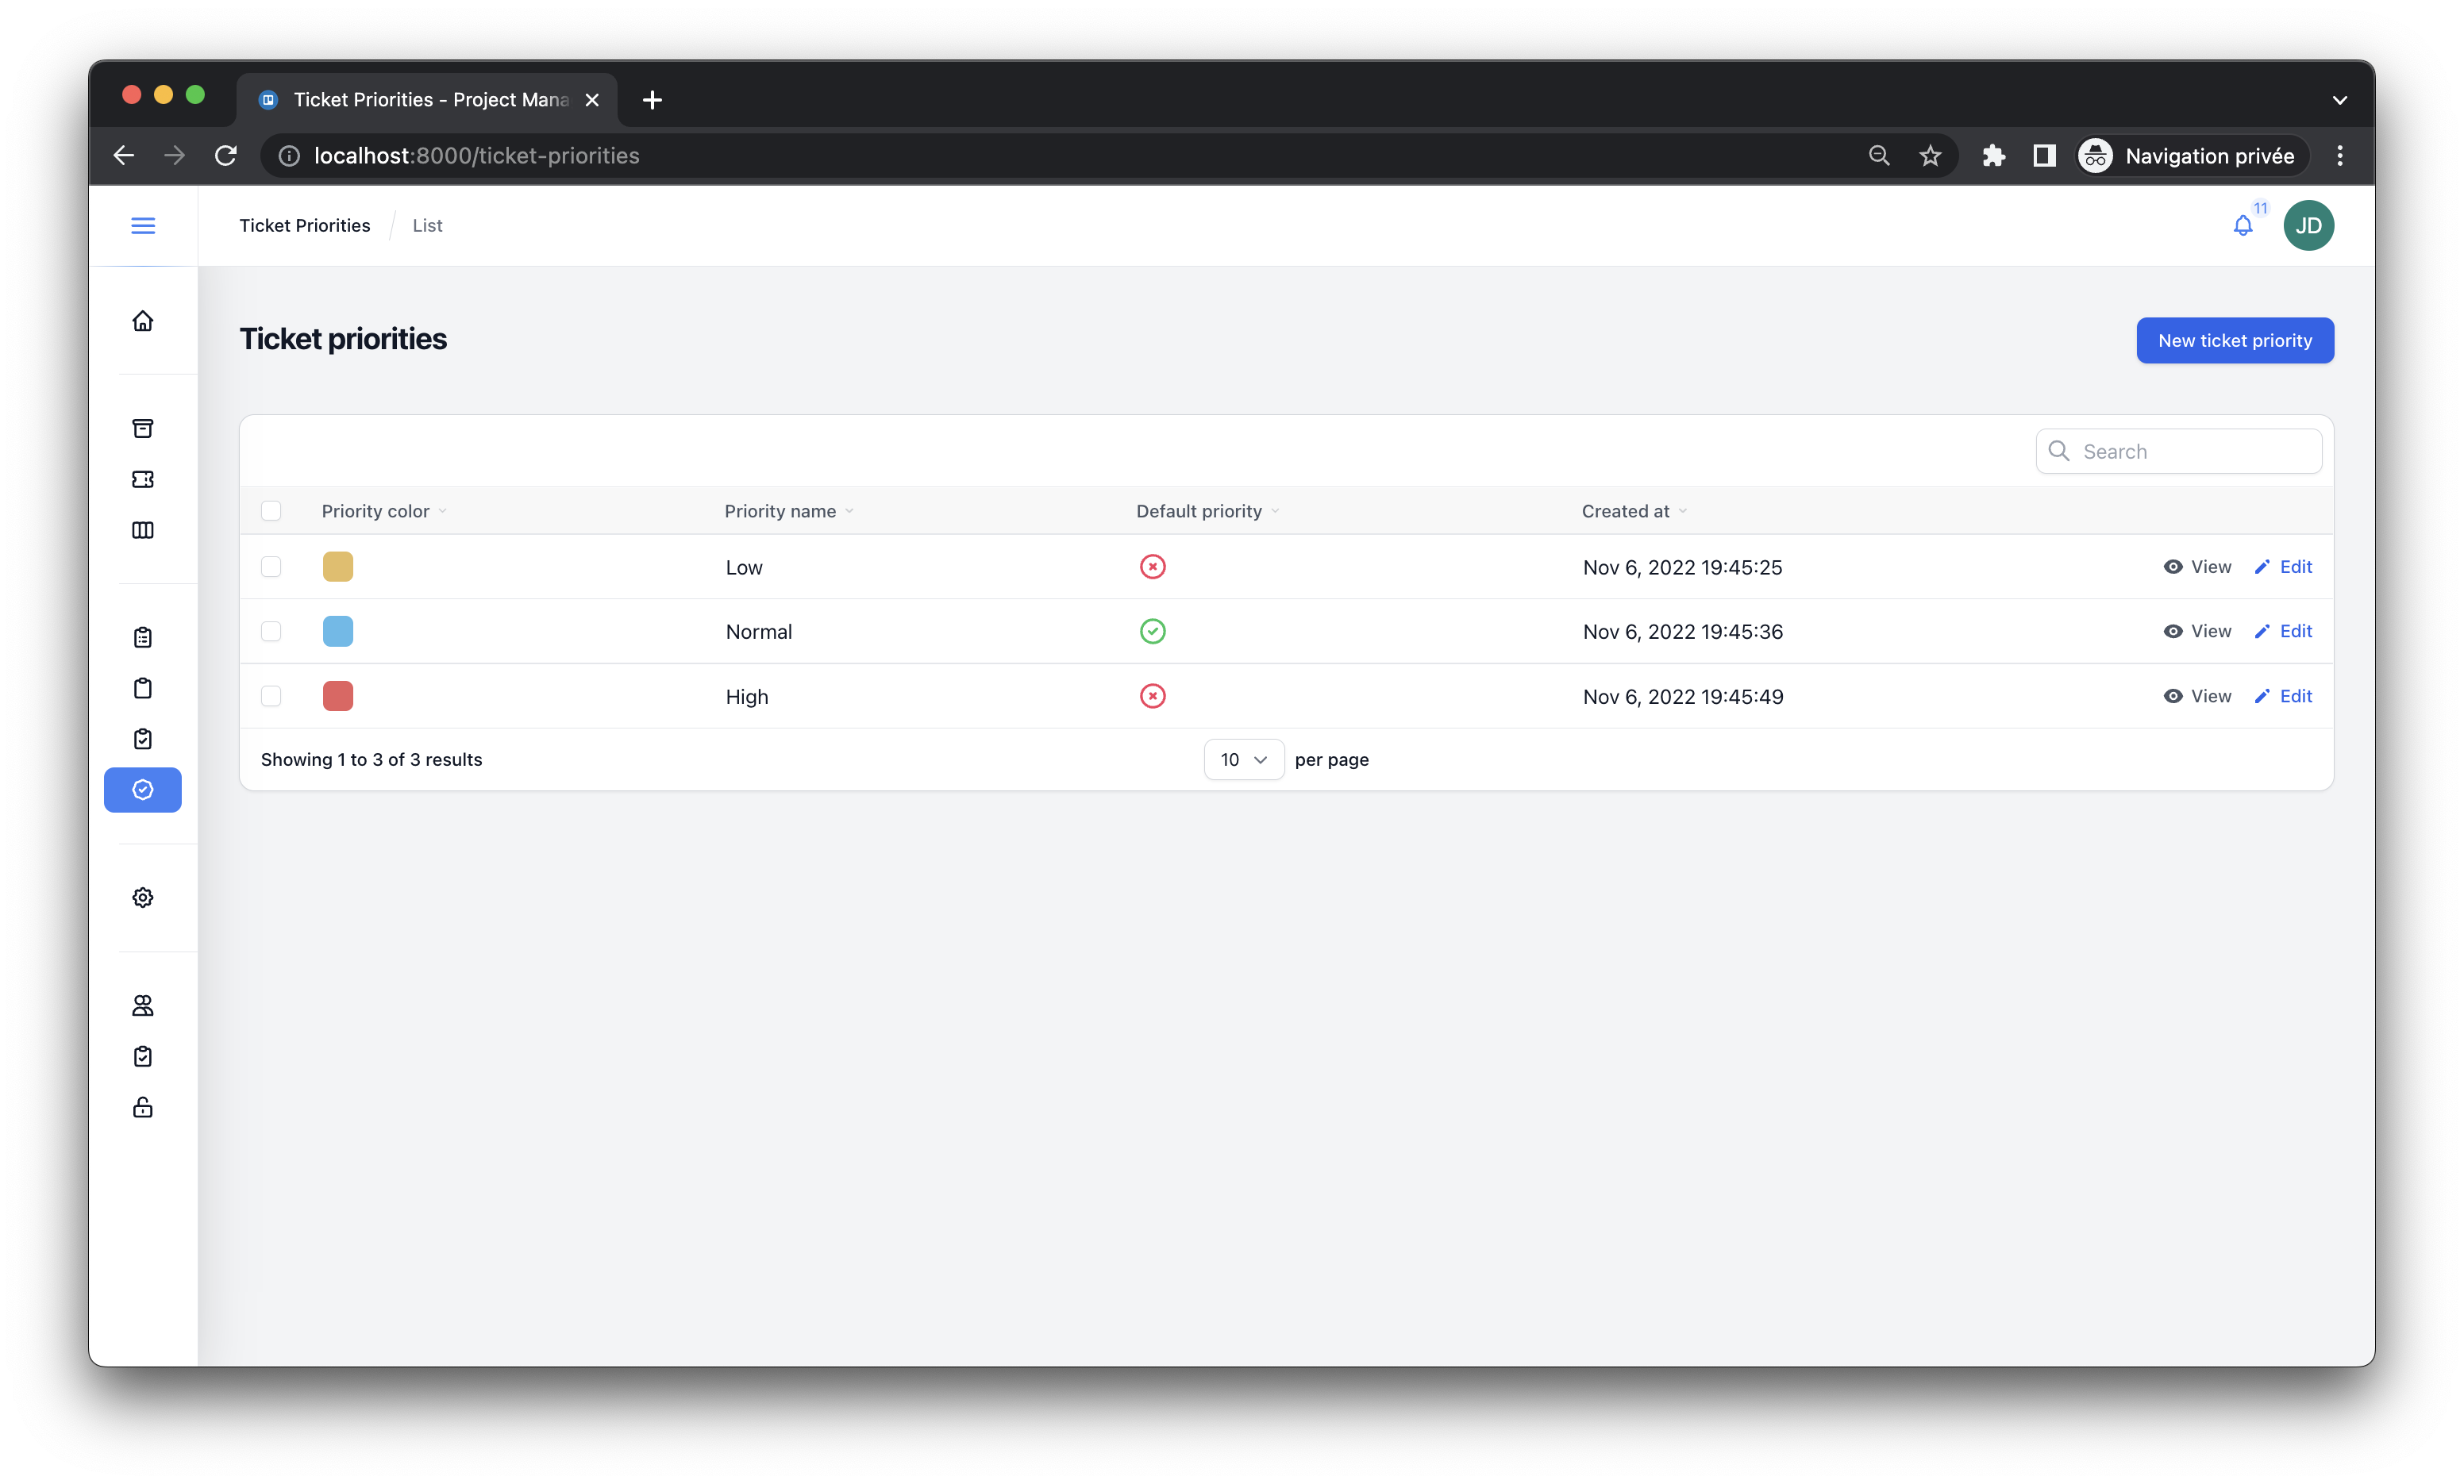 Ticket Priorities - Project Mana
localhost:8000/ticket-priorities
Navigation privée
Ticket Priorities / List
11
JD
Ticket priorities
New ticket priority
Search
Priority color Priority name Default priority Created at
Low Nov 6, 2022 19:45:25 View Edit
Normal Nov 6, 2022 19:45:36 View Edit
High Nov 6, 2022 19:45:49 View Edit
Showing 1 to 3 of 3 results 10 per page